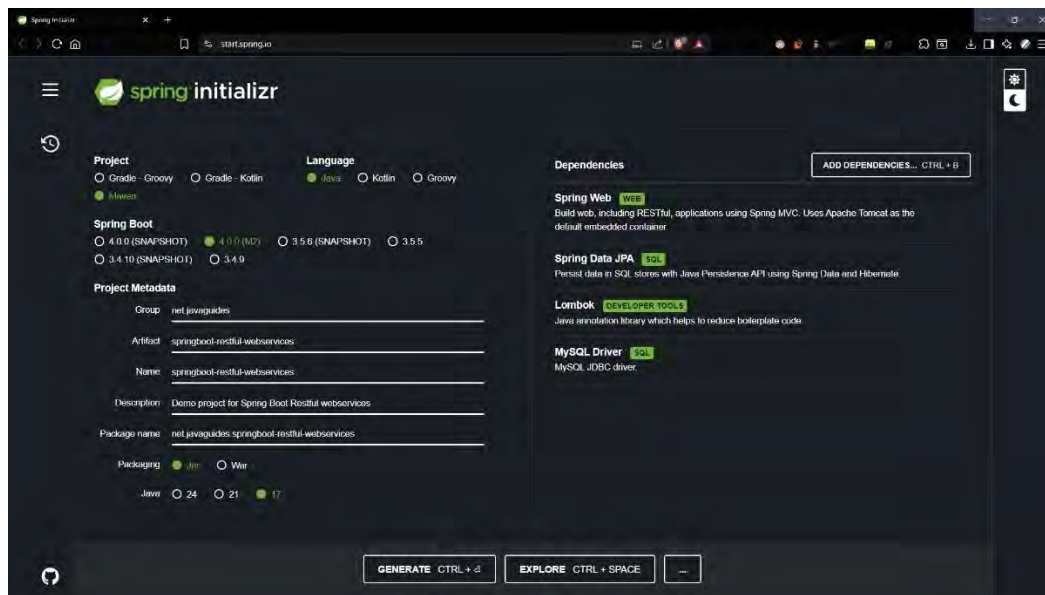 Spring Initializr
start.spring.io
spring initializr
Project
Gradle - Groovy Gradle - Kotlin
Maven
Language
Java Kotlin Groovy
Spring Boot
4.0.0 (SNAPSHOT) 4.0.0 (M2) 3.5.6 (SNAPSHOT) 3.5.5
3.4.10 (SNAPSHOT) 3.4.9
Project Metadata
Group net.javaguides
Artifact springboot-restful-webservices
Name springboot-restful-webservices
Description Demo project for Spring Boot Restful webservices
Package name net.javaguides.springboot-restful-webservices
Packaging Jar War
Java 24 21 17
Dependencies
ADD DEPENDENCIES... CTRL + B
Spring Web WEB
Build web, including RESTful, applications using Spring MVC. Uses Apache Tomcat as the
default embedded container.
Spring Data JPA SQL
Persist data in SQL stores with Java Persistence API using Spring Data and Hibernate.
Lombok DEVELOPER TOOLS
Java annotation library which helps to reduce boilerplate code.
MySQL Driver SQL
MySQL JDBC driver.
GENERATE CTRL + ⏎ EXPLORE CTRL + SPACE ...